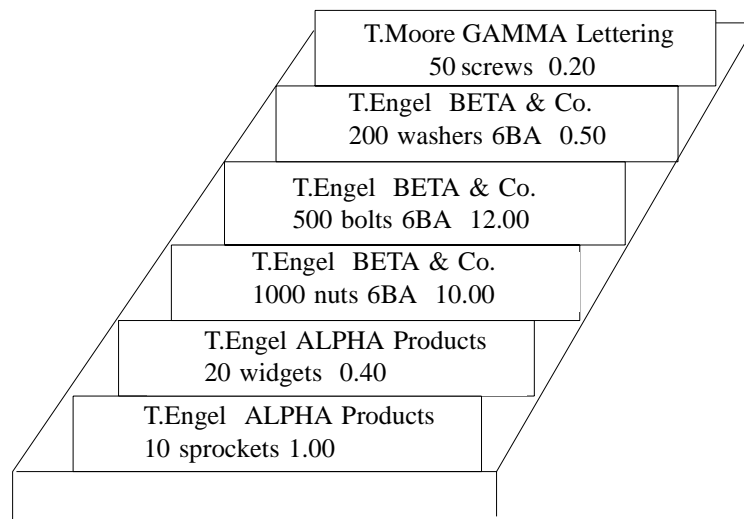 T.Moore GAMMA Lettering
50 screws 0.20
T.Engel BETA & Co.
200 washers 6BA 0.50
T.Engel BETA & Co.
500 bolts 6BA 12.00
T.Engel BETA & Co.
1000 nuts 6BA 10.00
T.Engel ALPHA Products
20 widgets 0.40
T.Engel ALPHA Products
10 sprockets 1.00